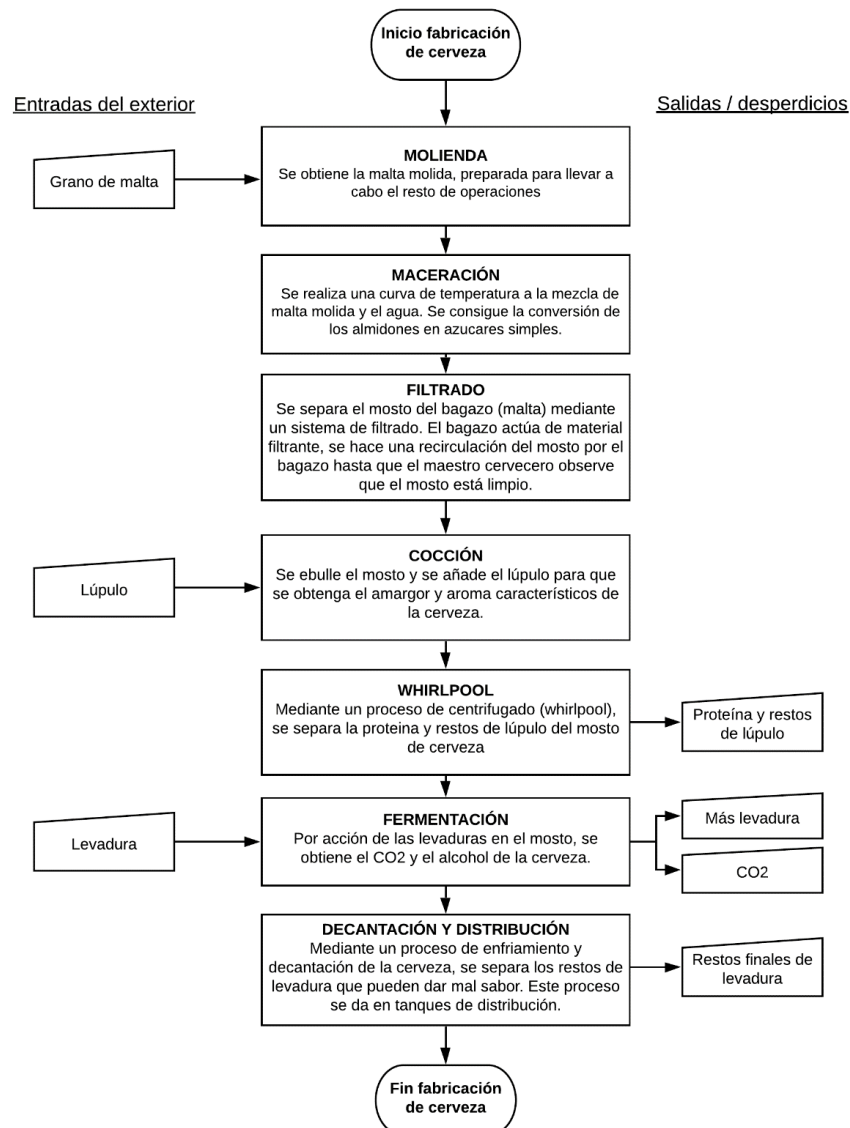 Inicio fabricación
de cerveza
Entradas del exterior
Salidas / desperdicios
MOLIENDA
Se obtiene la malta molida, preparada para llevar a
cabo el resto de operaciones
Grano de malta
MACERACIÓN
Se realiza una curva de temperatura a la mezcla de
malta molida y el agua. Se consigue la conversión de
los almidones en azucares simples.
FILTRADO
Se separa el mosto del bagazo (malta) mediante
un sistema de filtrado. El bagazo actúa de material
filtrante, se hace una recirculación del mosto por el
bagazo hasta que el maestro cervecero observe
que el mosto está limpio.
COCCIÓN
Se ebulle el mosto y se añade el lúpulo para que
se obtenga el amargor y aroma característicos de
la cerveza.
Lúpulo
WHIRLPOOL
Mediante un proceso de centrifugado (whirlpool),
se separa la proteina y restos de lúpulo del mosto
de cerveza
Proteína y restos
de lúpulo
FERMENTACIÓN
Por acción de las levaduras en el mosto, se
obtiene el CO2 y el alcohol de la cerveza.
Levadura
Más levadura
CO2
DECANTACIÓN Y DISTRIBUCIÓN
Mediante un proceso de enfriamiento y
decantación de la cerveza, se separa los restos de
levadura que pueden dar mal sabor. Este proceso
se da en tanques de distribución.
Restos finales de
levadura
Fin fabricación
de cerveza